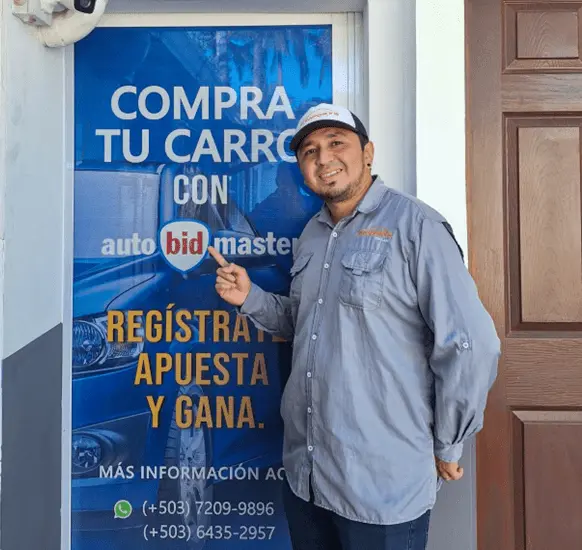 COMPRA
TU CARRO
CON
auto bid master
REGÍSTRATE
APUESTA
Y GANA.
MÁS INFORMACIÓN
(+503) 7209-9896
(+503) 6435-2957